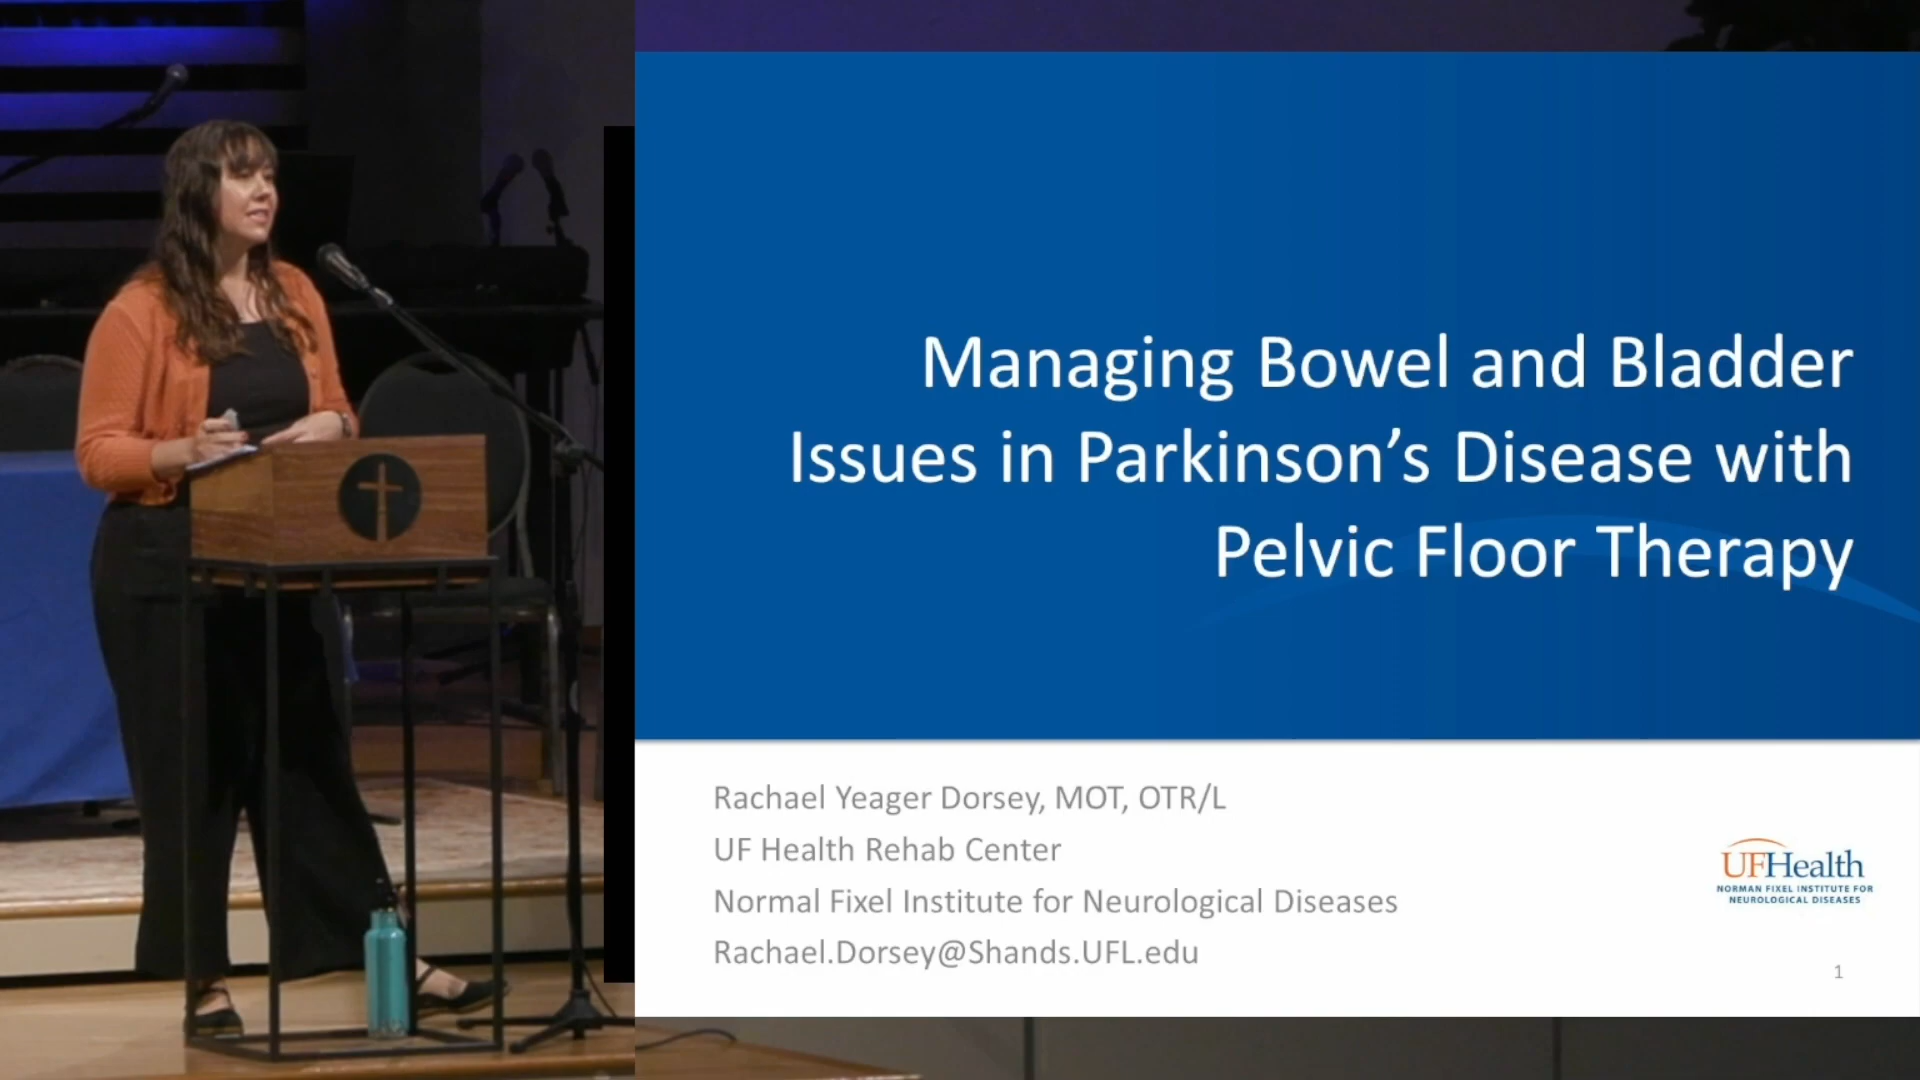 Managing Bowel and Bladder
Issues in Parkinson’s Disease with
Pelvic Floor Therapy
Rachael Yeager Dorsey, MOT, OTR/L
UF Health Rehab Center
Normal Fixel Institute for Neurological Diseases
Rachael.Dorsey@Shands.UFL.edu
UFHealth
NORMAN FIXEL INSTITUTE FOR
NEUROLOGICAL DISEASES
1